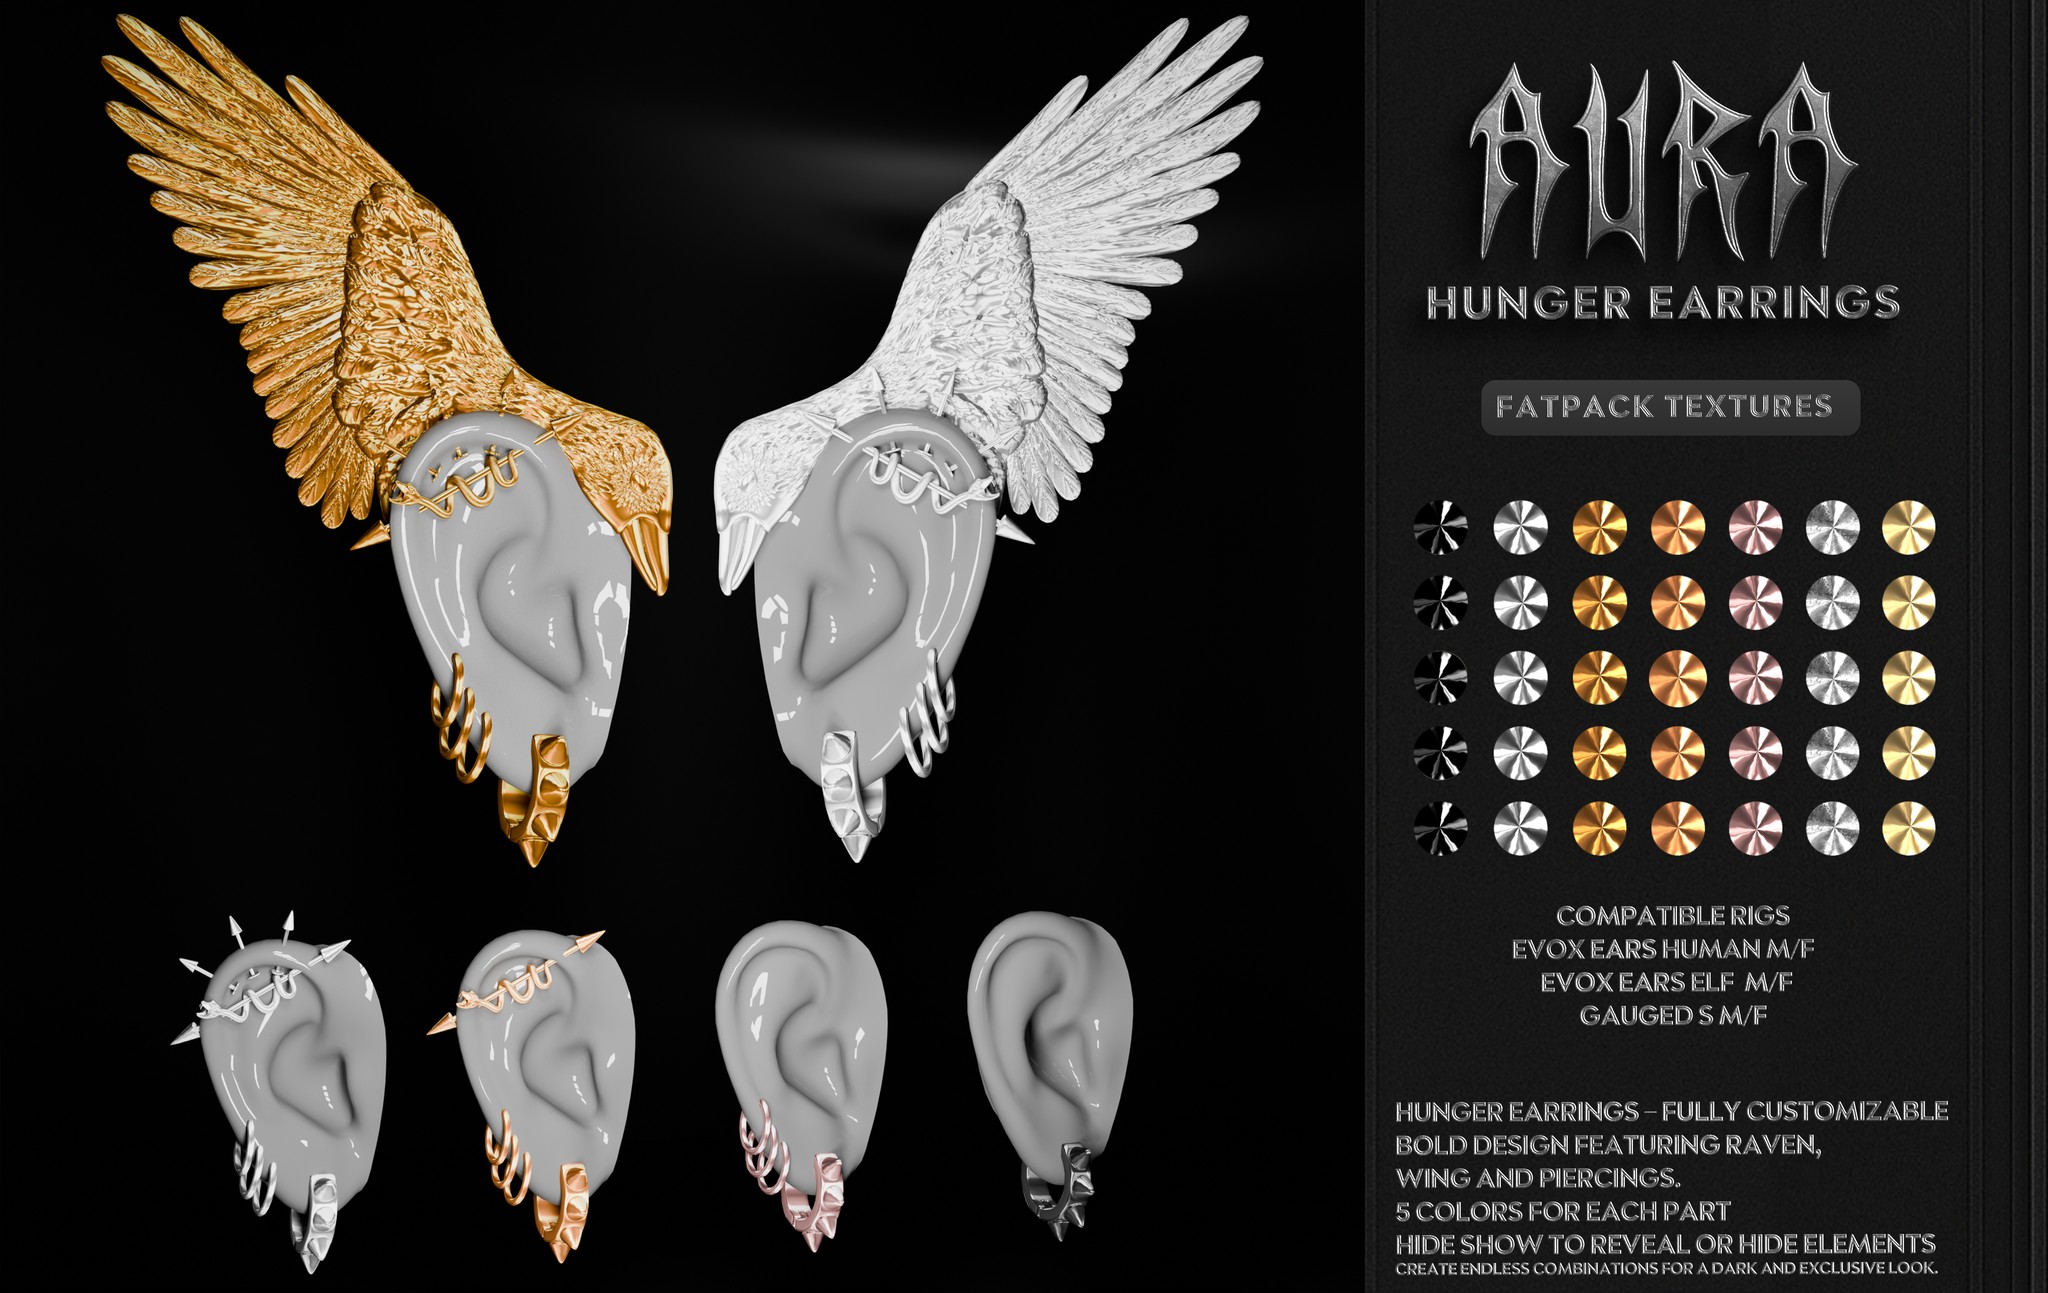 AURA
HUNGER EARRINGS
FATPACK TEXTURES
COMPATIBLE RIGS
EVOX EARS HUMAN M/F
EVOX EARS ELF M/F
GAUGED S M/F
HUNGER EARRINGS – FULLY CUSTOMIZABLE
BOLD DESIGN FEATURING RAVEN,
WING AND PIERCINGS.
5 COLORS FOR EACH PART
HIDE SHOW TO REVEAL OR HIDE ELEMENTS
CREATE ENDLESS COMBINATIONS FOR A DARK AND EXCLUSIVE LOOK.